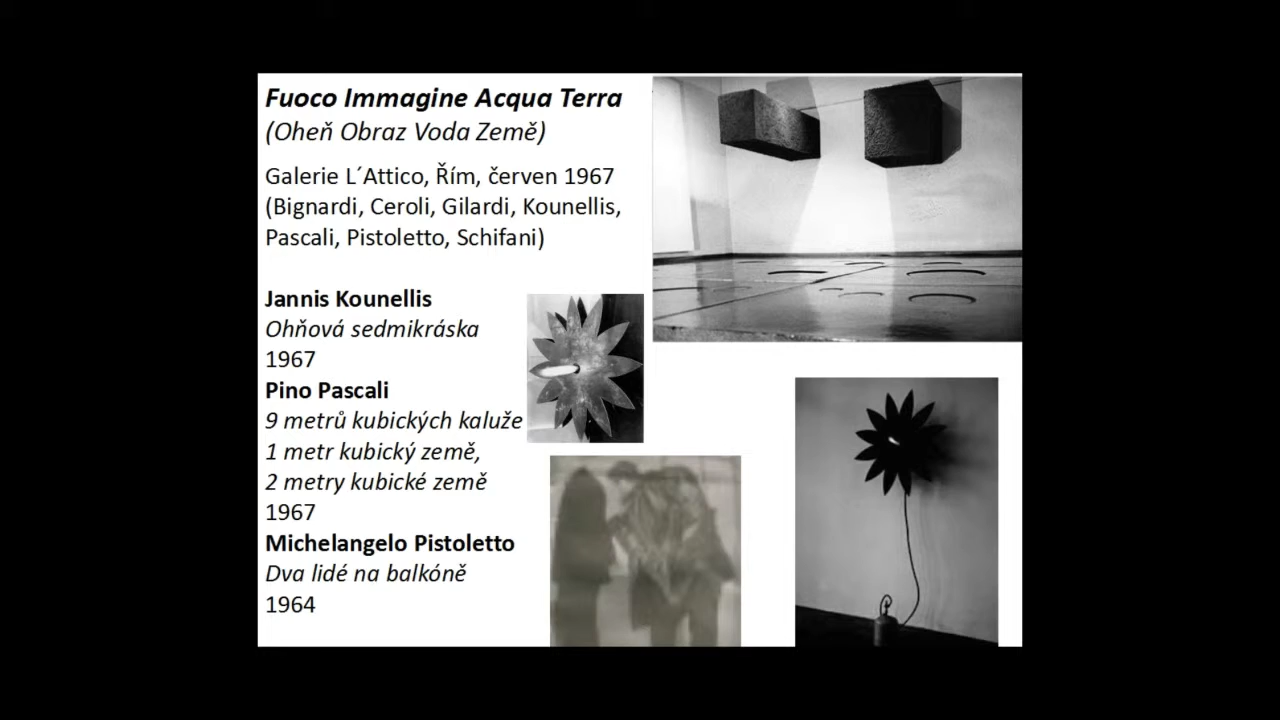 Fuoco Immagine Acqua Terra
(Oheň Obraz Voda Země)
Galerie L´Attico, Řím, červen 1967
(Bignardi, Ceroli, Gilardi, Kounellis,
Pascali, Pistoletto, Schifani)
Jannis Kounellis
Ohňová sedmikráska
1967
Pino Pascali
9 metrů kubických kaluže
1 metr kubický země,
2 metry kubické země
1967
Michelangelo Pistoletto
Dva lidé na balkóně
1964